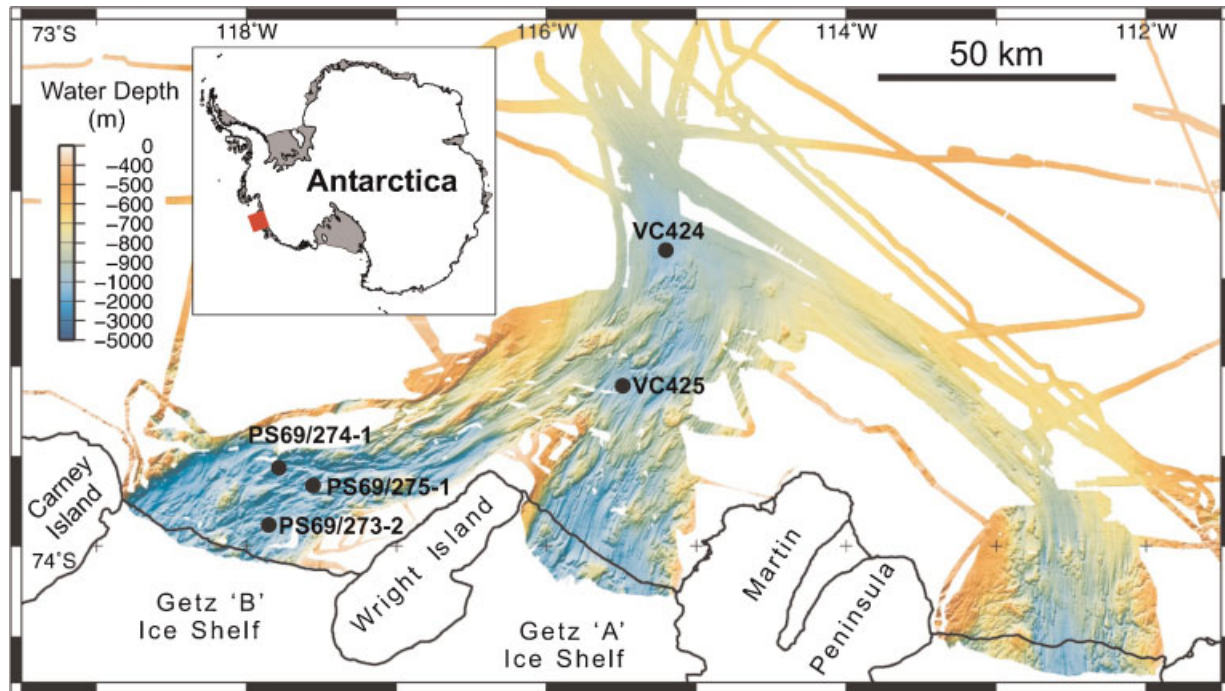 73°S
118°W
116°W
114°W
112°W
50 km
Water Depth
(m)
0
-400
-500
-600
-700
-800
-900
-1000
-2000
-3000
-5000
Antarctica
VC424
VC425
PS69/274-1
PS69/275-1
PS69/273-2
Carney
Island
Wright Island
Martin
Peninsula
74°S
Getz 'B'
Ice Shelf
Getz 'A'
Ice Shelf